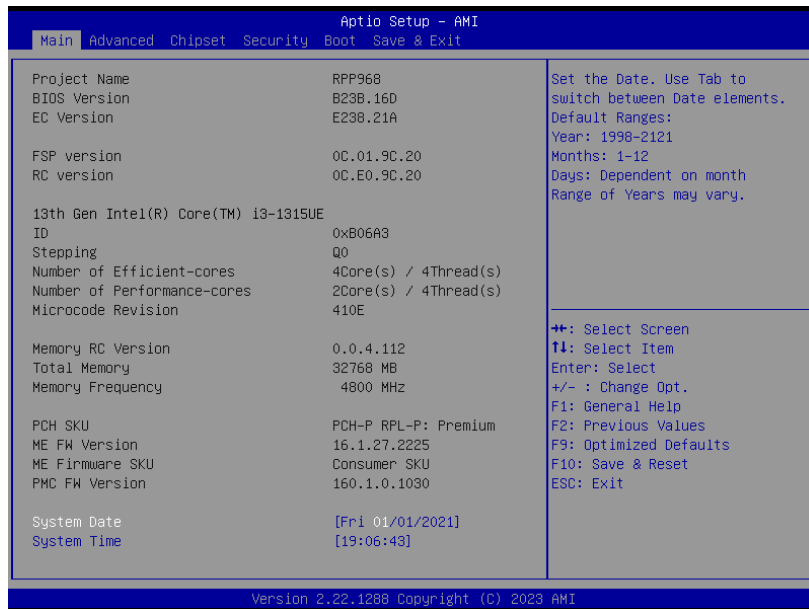 Aptio Setup – AMI
Main Advanced Chipset Security Boot Save & Exit
Project Name RPP968
BIOS Version B23B.16D
EC Version E238.21A
FSP version 0C.01.9C.20
RC version 0C.E0.9C.20
13th Gen Intel(R) Core(TM) i3-1315UE
ID 0xB06A3
Stepping Q0
Number of Efficient-cores 4Core(s) / 4Thread(s)
Number of Performance-cores 2Core(s) / 4Thread(s)
Microcode Revision 410E
Memory RC Version 0.0.4.112
Total Memory 32768 MB
Memory Frequency 4800 MHz
PCH SKU PCH-P RPL-P: Premium
ME FW Version 16.1.27.2225
ME Firmware SKU Consumer SKU
PMC FW Version 160.1.0.1030
System Date [Fri 01/01/2021]
System Time [19:06:43]
Set the Date. Use Tab to
switch between Date elements.
Default Ranges:
Year: 1998-2121
Months: 1-12
Days: Dependent on month
Range of Years may vary.
→←: Select Screen
↑↓: Select Item
Enter: Select
+/- : Change Opt.
F1: General Help
F2: Previous Values
F9: Optimized Defaults
F10: Save & Reset
ESC: Exit
Version 2.22.1288 Copyright (C) 2023 AMI